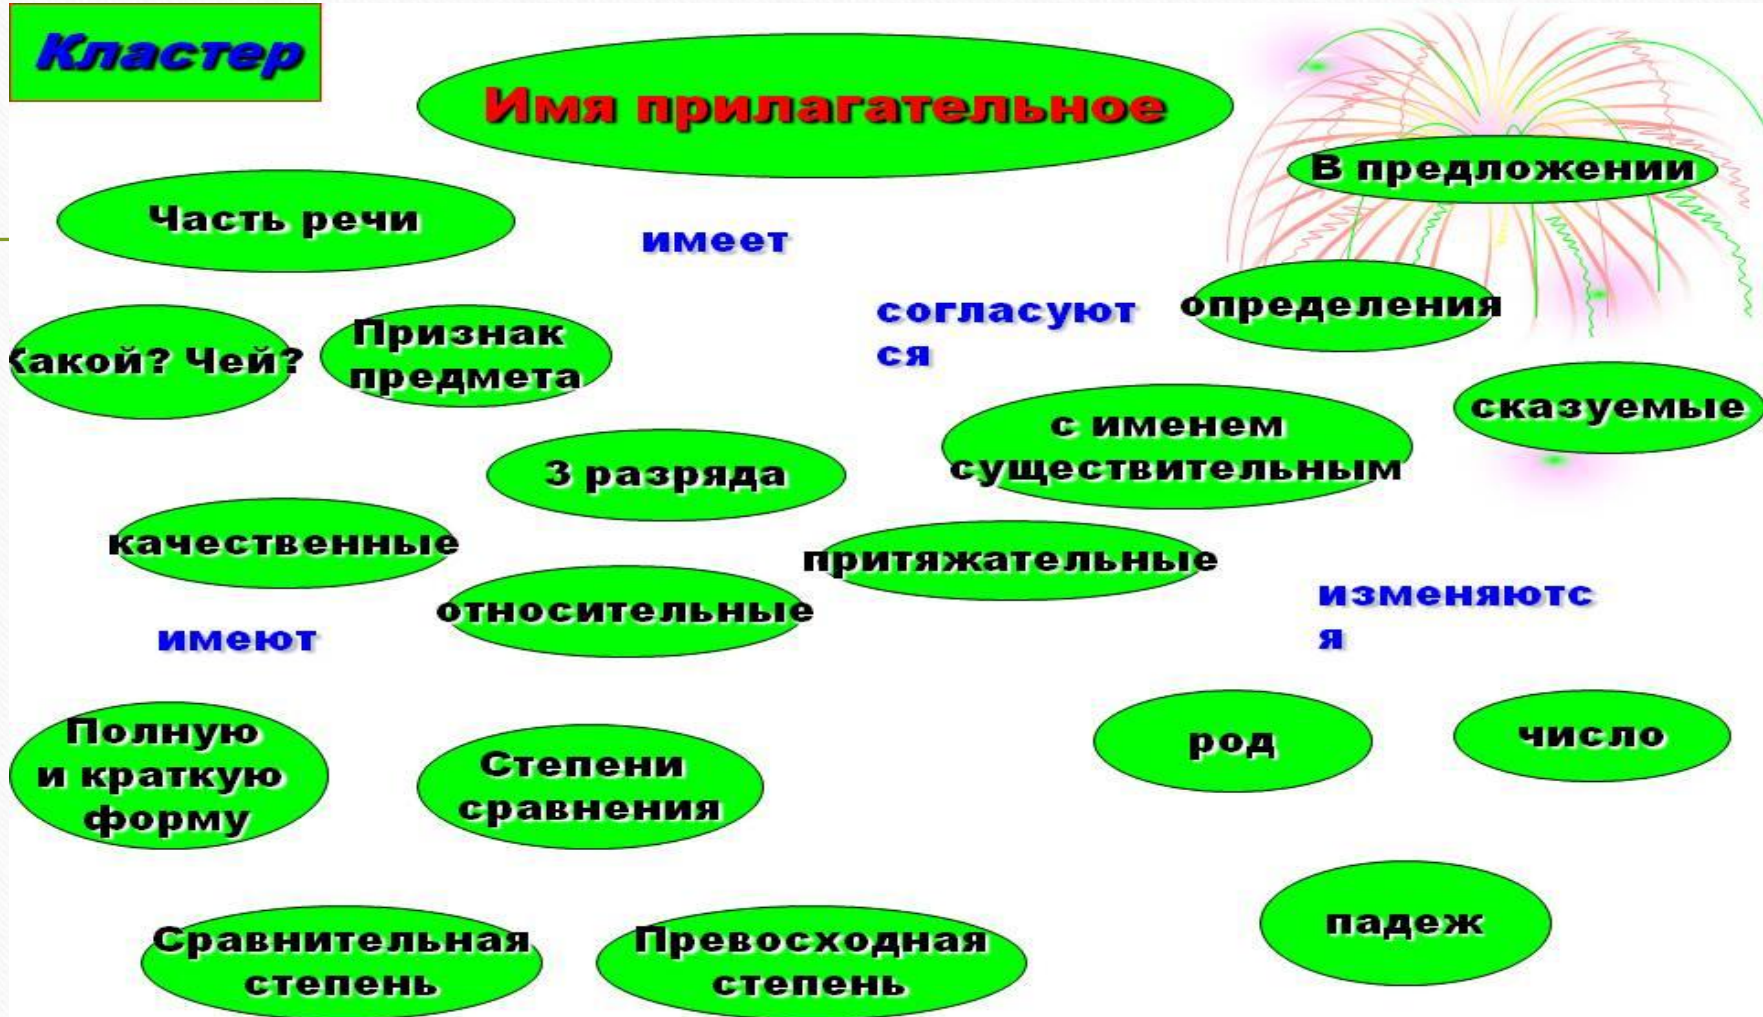 Кластер
Имя прилагательное
В предложении
Часть речи
имеет
согласуют
ся
определения
Какой? Чей?
Признак
предмета
сказуемые
с именем
существительным
3 разряда
качественные
притяжательные
относительные
изменяютс
я
имеют
Полную
и краткую
форму
Степени
сравнения
род
число
падеж
Сравнительная
степень
Превосходная
степень